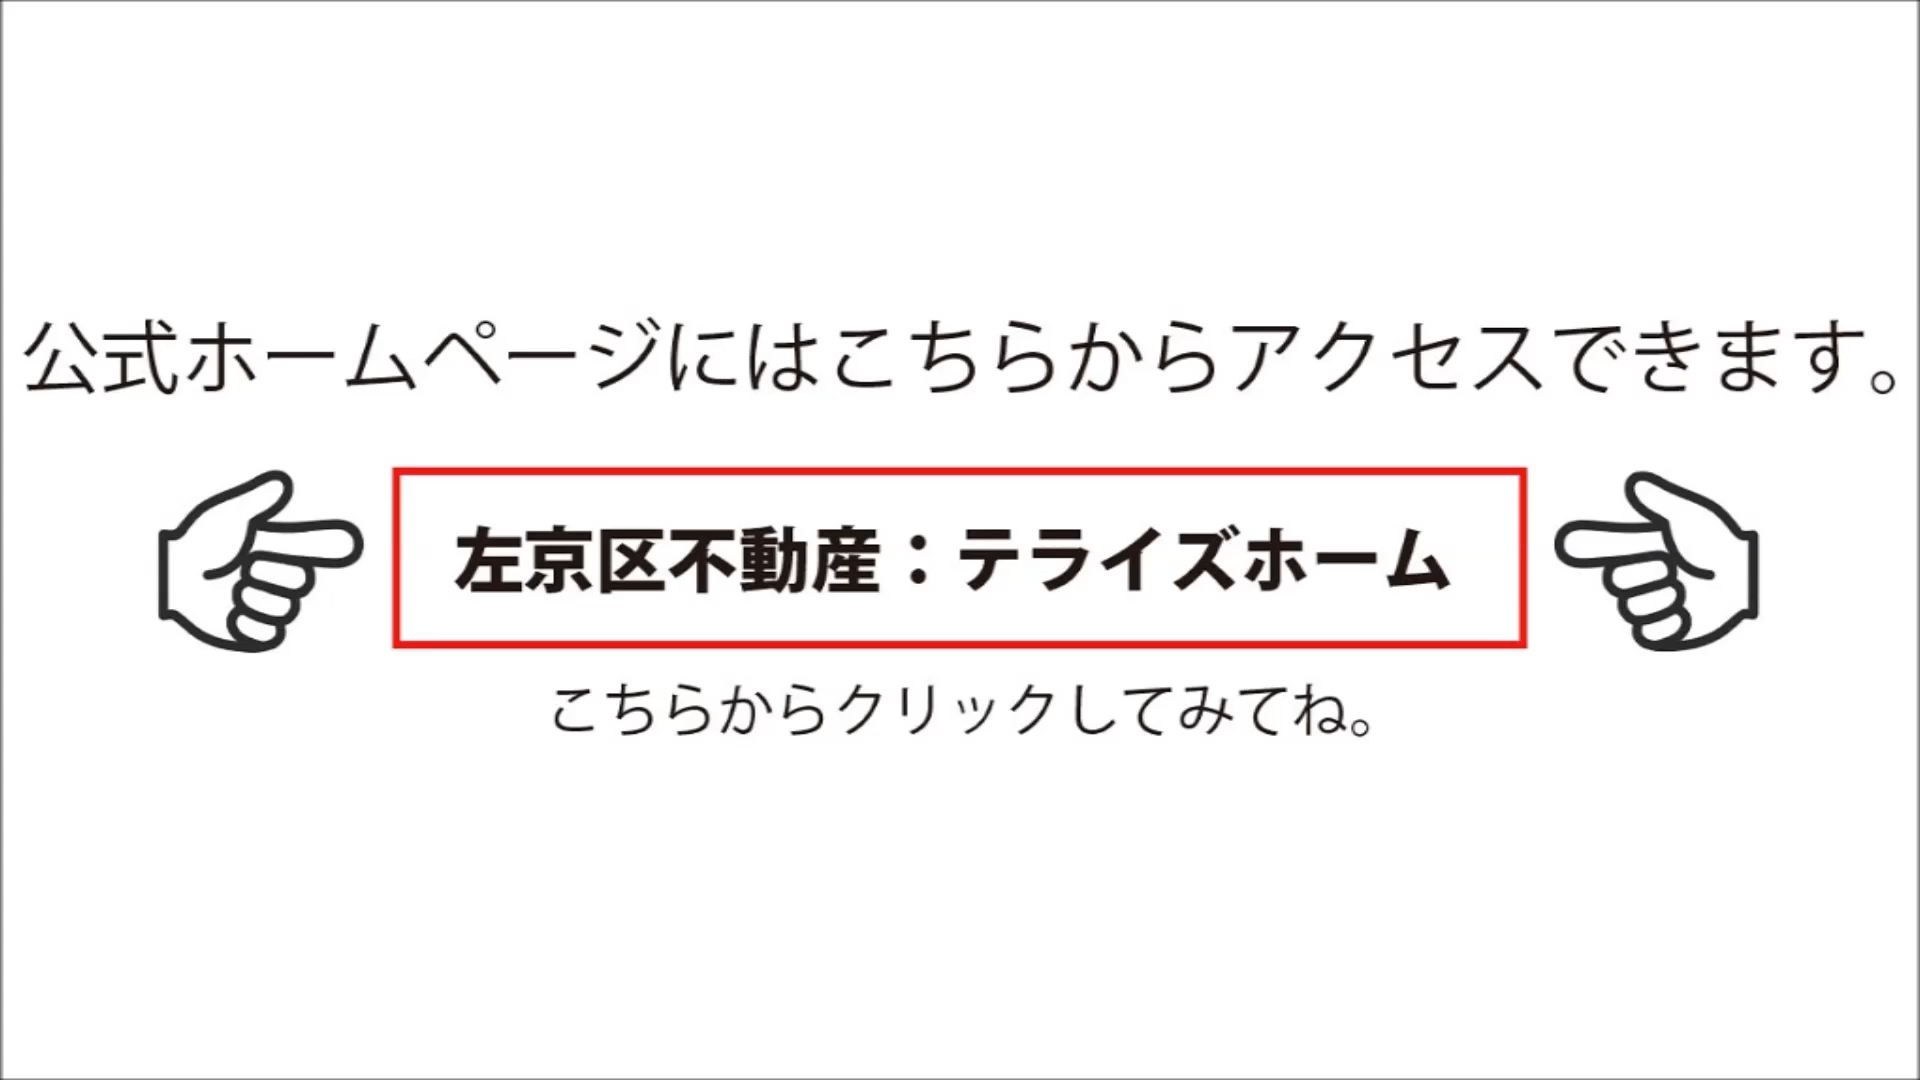 公式ホームページにはこちらからアクセスできます。
左京区不動産：テライズホーム
こちらからクリックしてみてね。